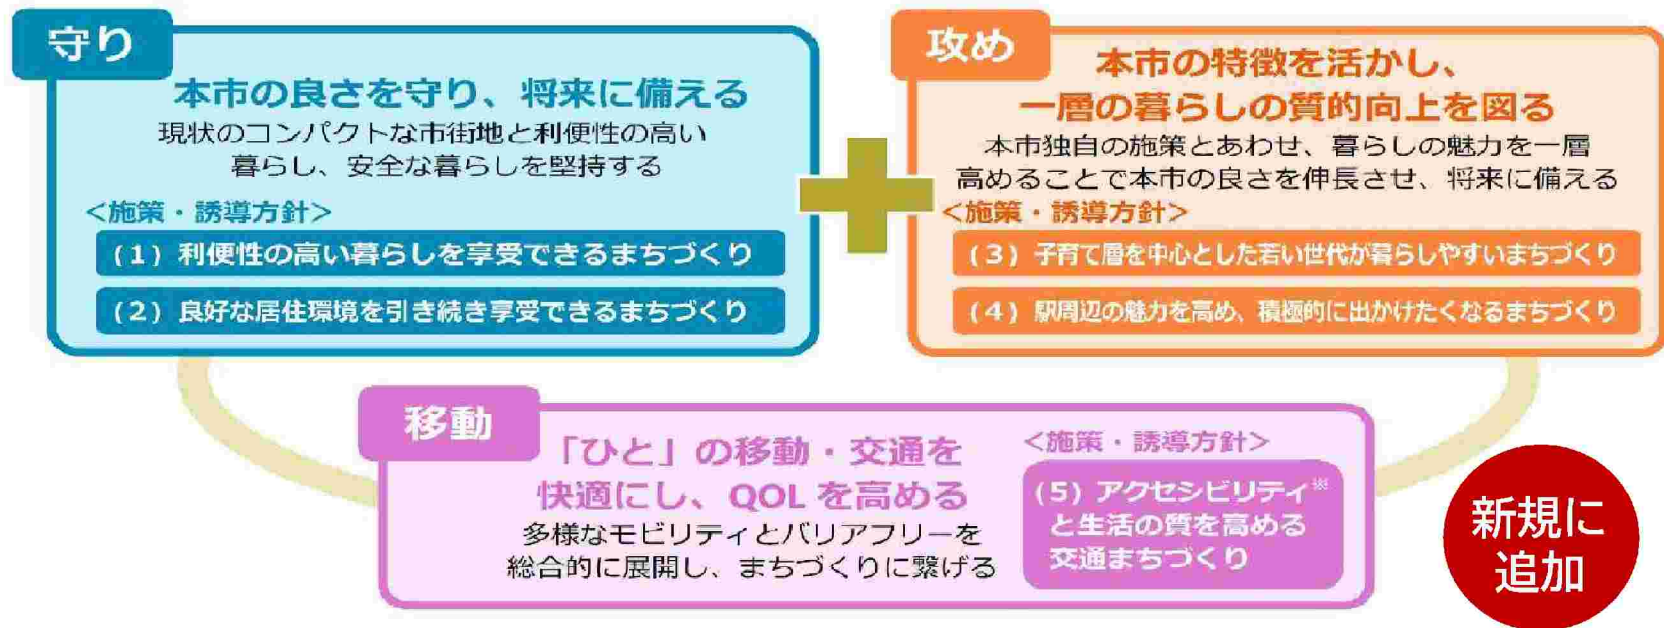 守り
本市の良さを守り、将来に備える
現状のコンパクトな市街地と利便性の高い
暮らし、安全な暮らしを堅持する
<施策・誘導方針>
(1) 利便性の高い暮らしを享受できるまちづくり
(2) 良好な居住環境を引き続き享受できるまちづくり
攻め
本市の特徴を活かし、
一層の暮らしの質的向上を図る
本市独自の施策とあわせ、暮らしの魅力を一層
高めることで本市の良さを伸長させ、将来に備える
<施策・誘導方針>
(3) 子育て層を中心とした若い世代が暮らしやすいまちづくり
(4) 駅周辺の魅力を高め、積極的に出かけたくなるまちづくり
移動
「ひと」の移動・交通を
快適にし、QOL を高める
多様なモビリティとバリアフリーを
総合的に展開し、まちづくりに繋げる
<施策・誘導方針>
(5) アクセシビリティ※
と生活の質を高める
交通まちづくり
新規に
追加